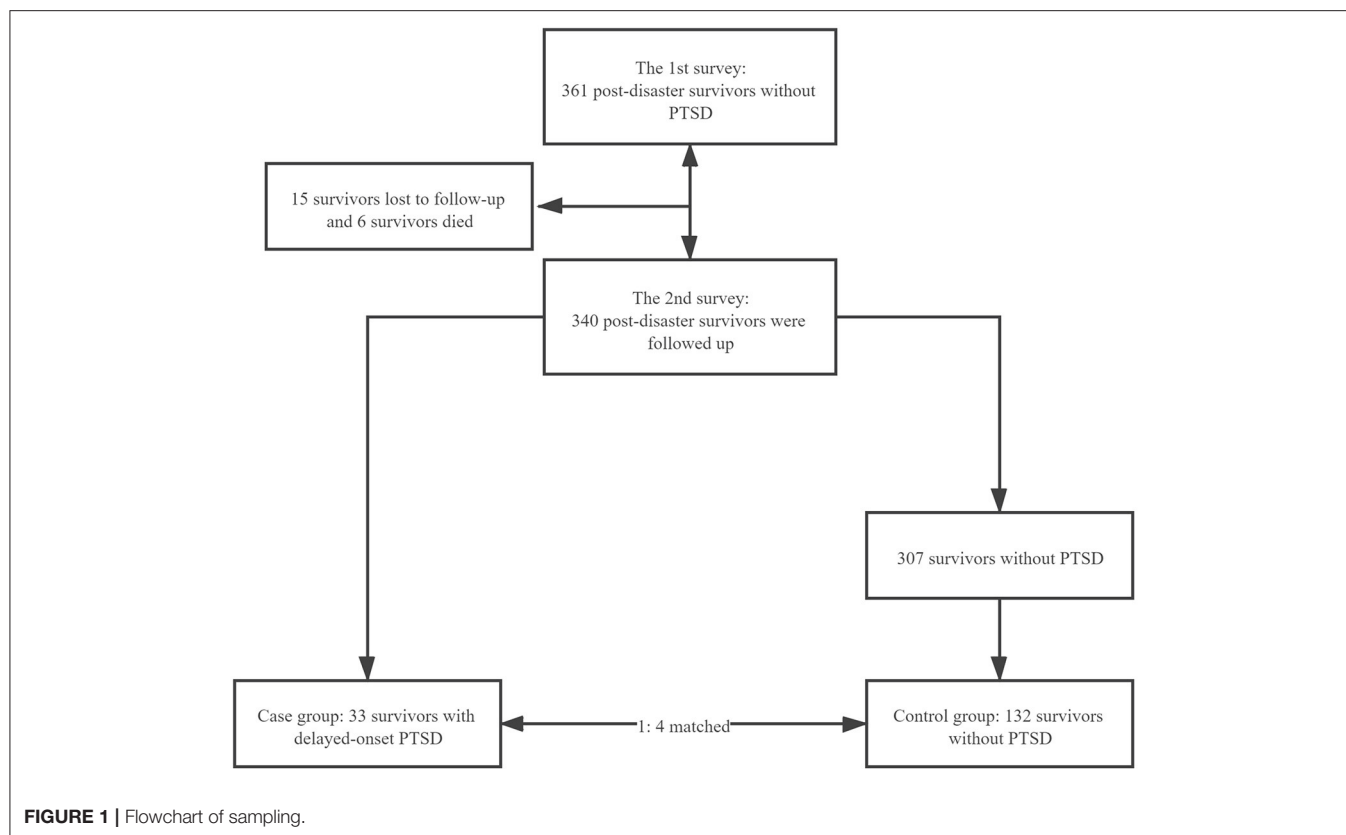 The 1st survey:
361 post-disaster survivors without
PTSD
15 survivors lost to follow-up
and 6 survivors died
The 2nd survey:
340 post-disaster survivors were
followed up
307 survivors without PTSD
Case group: 33 survivors with
delayed-onset PTSD
1: 4 matched
Control group: 132 survivors
without PTSD
FIGURE 1 | Flowchart of sampling.